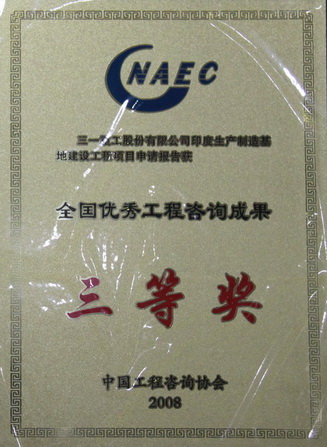 CNAEC
三一重工股份有限公司印度生产制造基
地建设工程项目申请报告获
全国优秀工程咨询成果
三等奖
中国工程咨询协会
2008